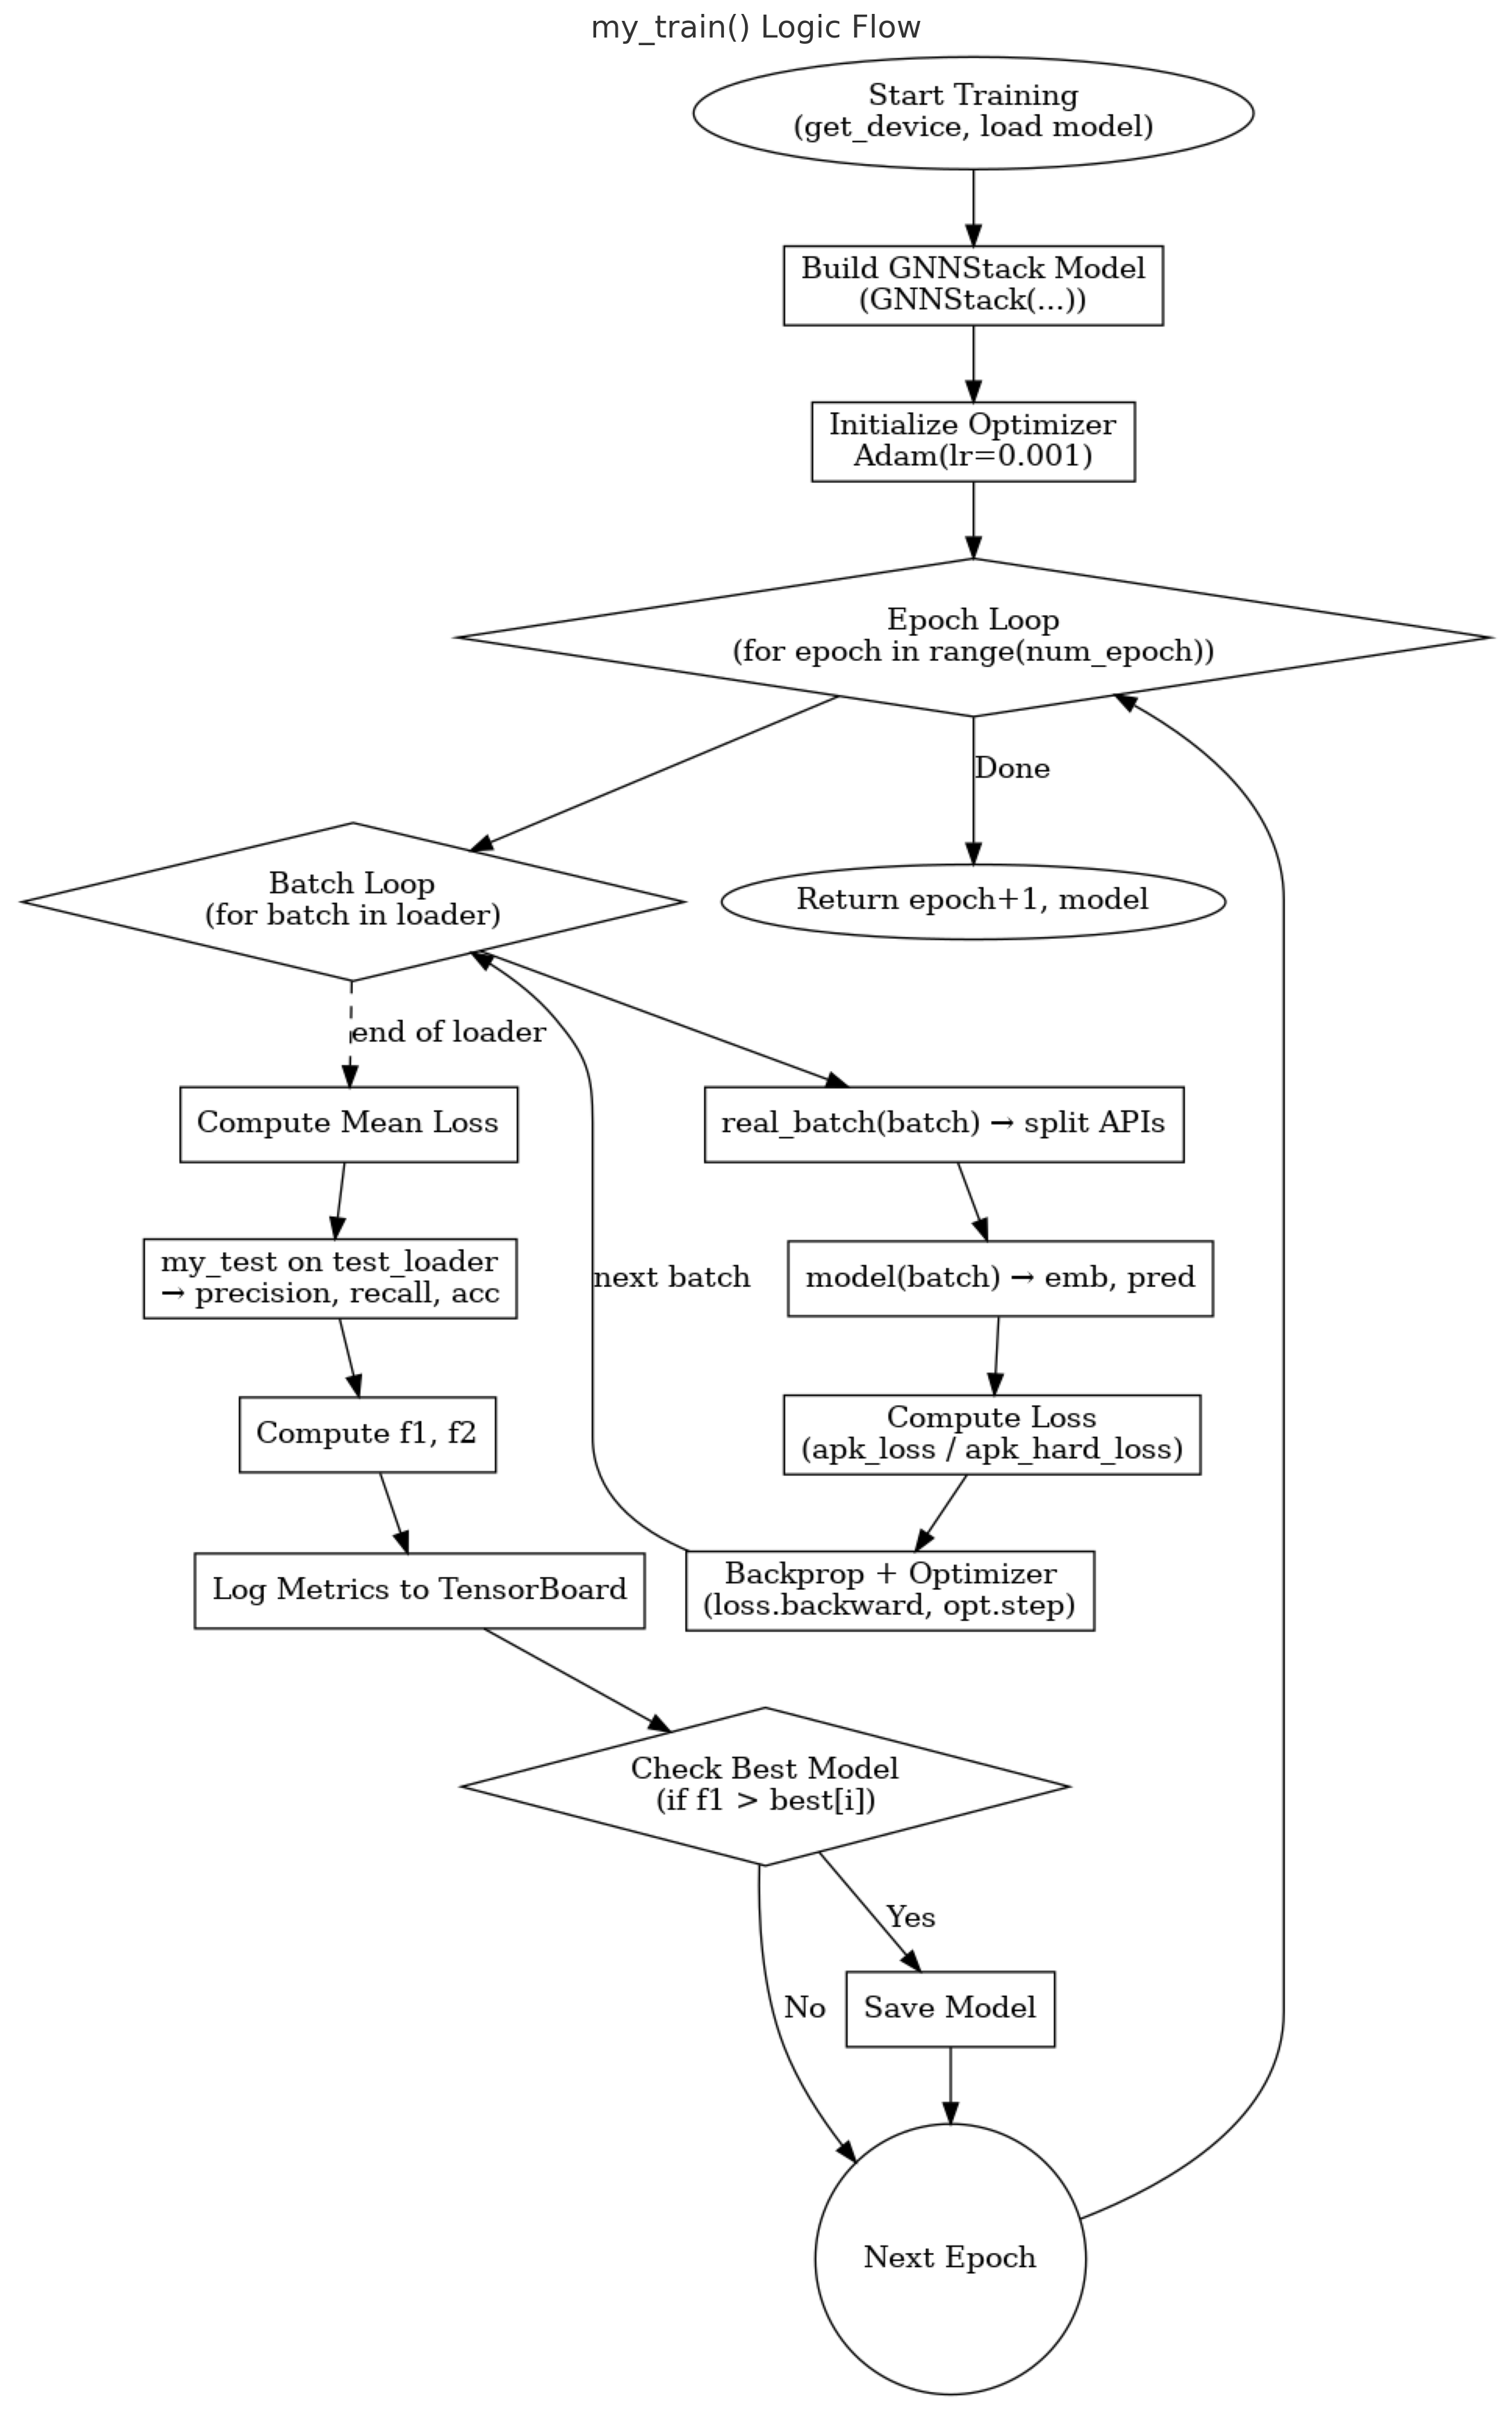 my_train() Logic Flow
Start Training
(get_device, load model)
Build GNNStack Model
(GNNStack(...))
Initialize Optimizer
Adam(lr=0.001)
Epoch Loop
(for epoch in range(num_epoch))
Done
Batch Loop
(for batch in loader)
Return epoch+1, model
end of loader
Compute Mean Loss
real_batch(batch) → split APIs
my_test on test_loader
→ precision, recall, acc
next batch
model(batch) → emb, pred
Compute f1, f2
Compute Loss
(apk_loss / apk_hard_loss)
Log Metrics to TensorBoard
Backprop + Optimizer
(loss.backward, opt.step)
Check Best Model
(if f1 > best[i])
Yes
No
Save Model
Next Epoch